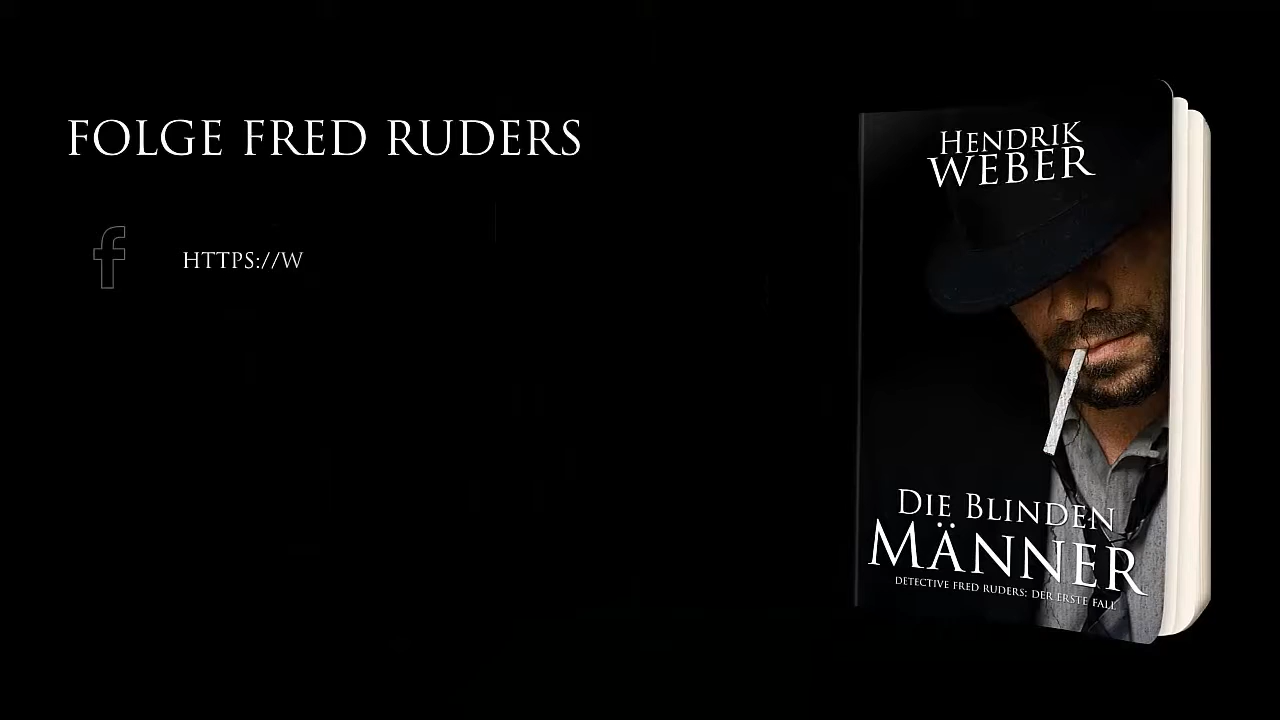 FOLGE FRED RUDERS
HTTPS://W
HENDRIK
WEBER
DIE BLINDEN
MÄNNER
DETECTIVE FRED RUDERS: DER ERSTE FALL